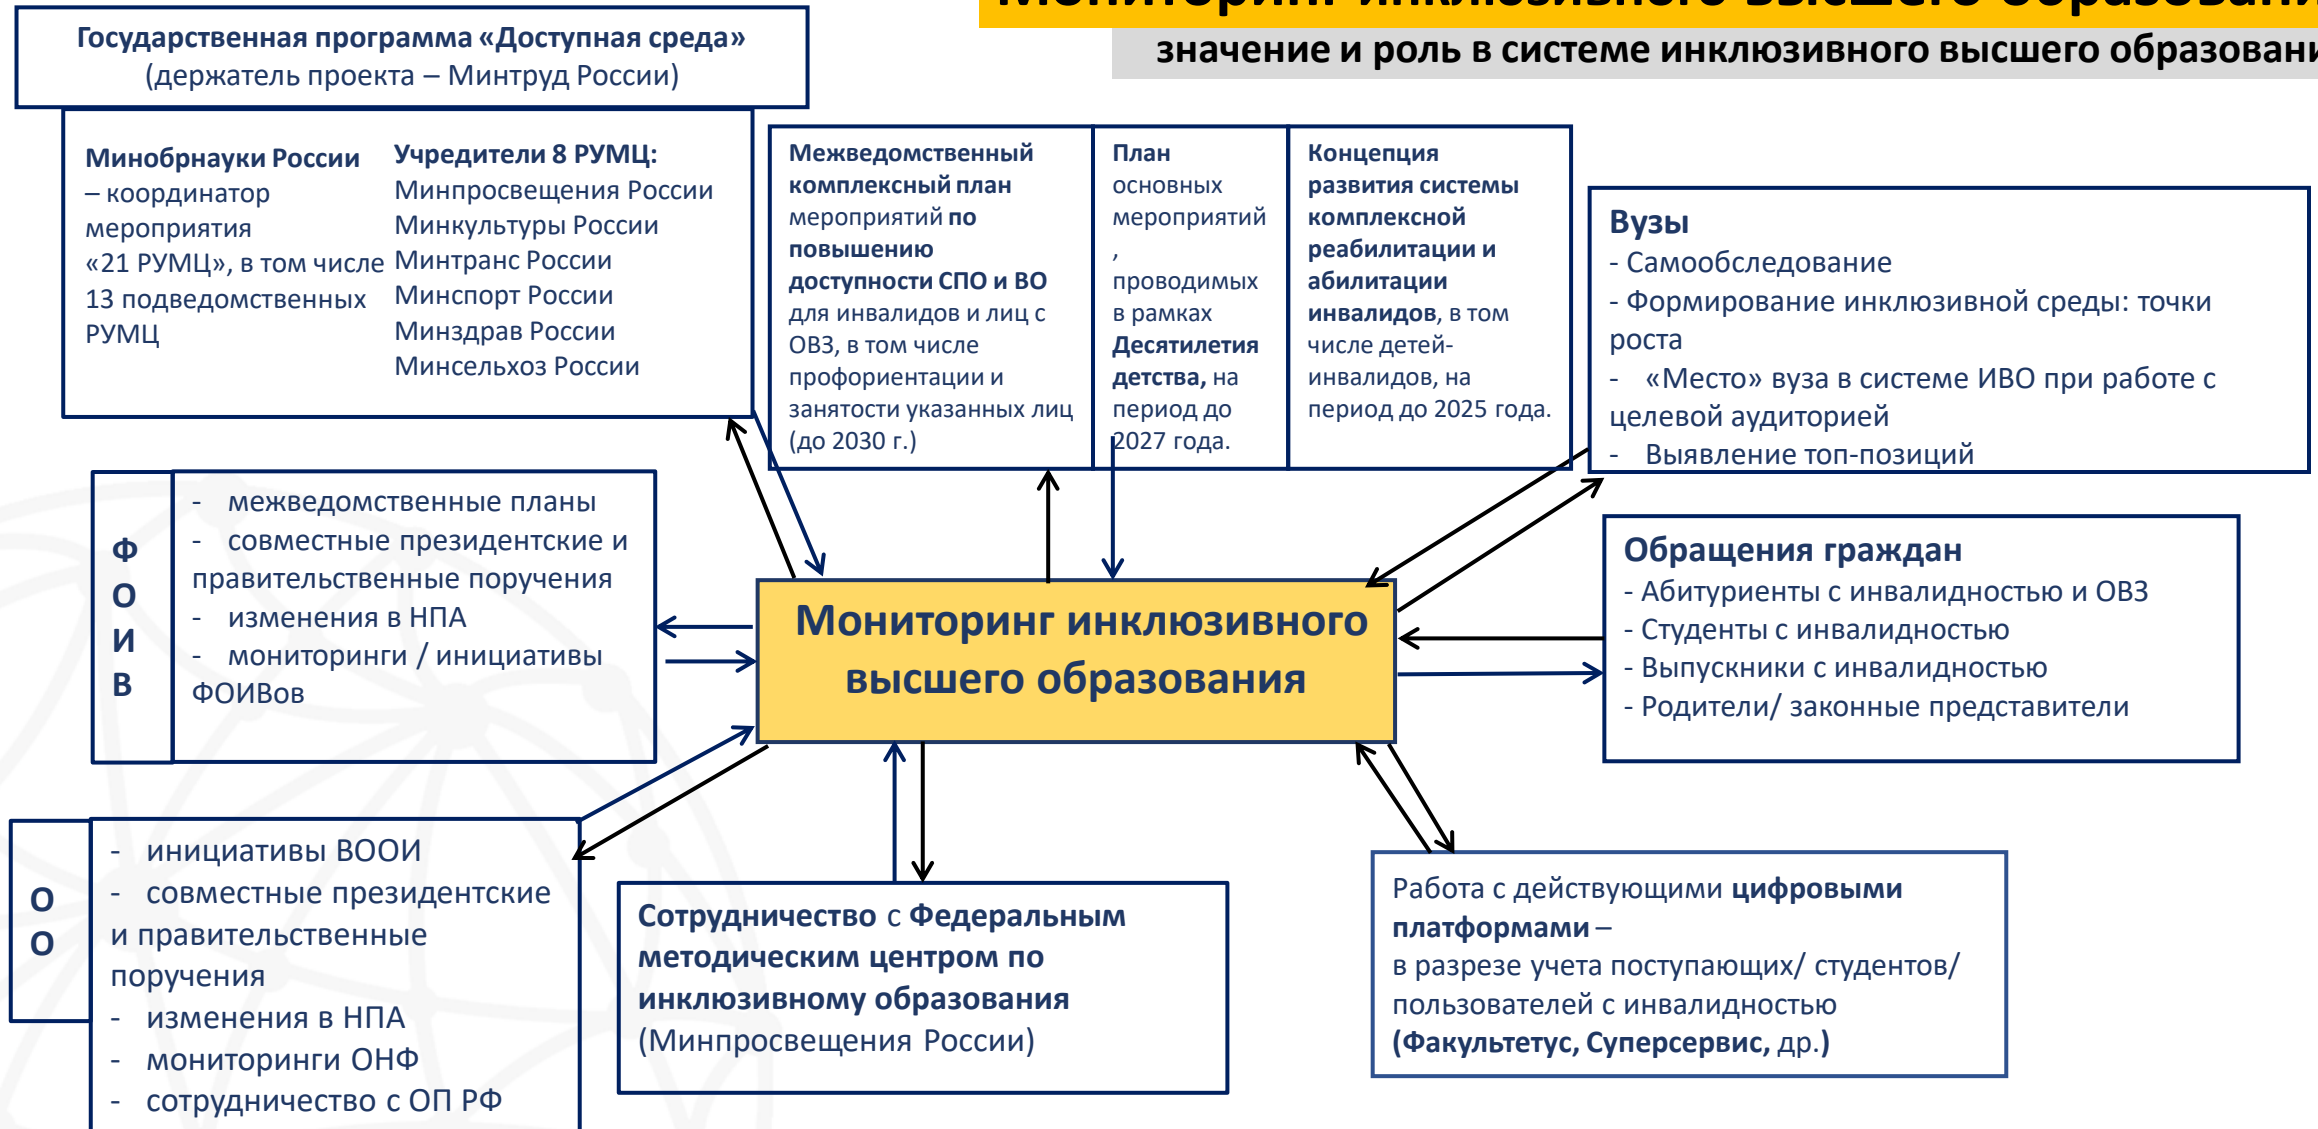 Мониторинг инклюзивного высшего образовани
значение и роль в системе инклюзивного высшего образовани
Государственная программа «Доступная среда»
(держатель проекта – Минтруд России)
Минобрнауки России
– координатор
мероприятия
«21 РУМЦ», в том числе
13 подведомственных
РУМЦ
Учредители 8 РУМЦ:
Минпросвещения России
Минкультуры России
Минтранс России
Минспорт России
Минздрав России
Минсельхоз России
Межведомственный
комплексный план
мероприятий по
повышению
доступности СПО и ВО
для инвалидов и лиц с
ОВЗ, в том числе
профориентации и
занятости указанных лиц
(до 2030 г.)
План
основных
мероприятий
,
проводимых
в рамках
Десятилетия
детства, на
период до
2027 года.
Концепция
развития системы
комплексной
реабилитации и
абилитации
инвалидов, в том
числе детей-
инвалидов, на
период до 2025 года.
Вузы
- Самообследование
- Формирование инклюзивной среды: точки
роста
- «Место» вуза в системе ИВО при работе с
целевой аудиторией
- Выявление топ-позиций
Ф
О
И
В
- межведомственные планы
- совместные президентские и
правительственные поручения
- изменения в НПА
- мониторинги / инициативы
ФОИВов
Мониторинг инклюзивного
высшего образования
Обращения граждан
- Абитуриенты с инвалидностью и ОВЗ
- Студенты с инвалидностью
- Выпускники с инвалидностью
- Родители/ законные представители
О
О
- инициативы ВООИ
- совместные президентские
и правительственные
поручения
- изменения в НПА
- мониторинги ОНФ
- сотрудничество с ОП РФ
Сотрудничество с Федеральным
методическим центром по
инклюзивному образования
(Минпросвещения России)
Работа с действующими цифровыми
платформами –
в разрезе учета поступающих/ студентов/
пользователей с инвалидностью
(Факультетус, Суперсервис, др.)